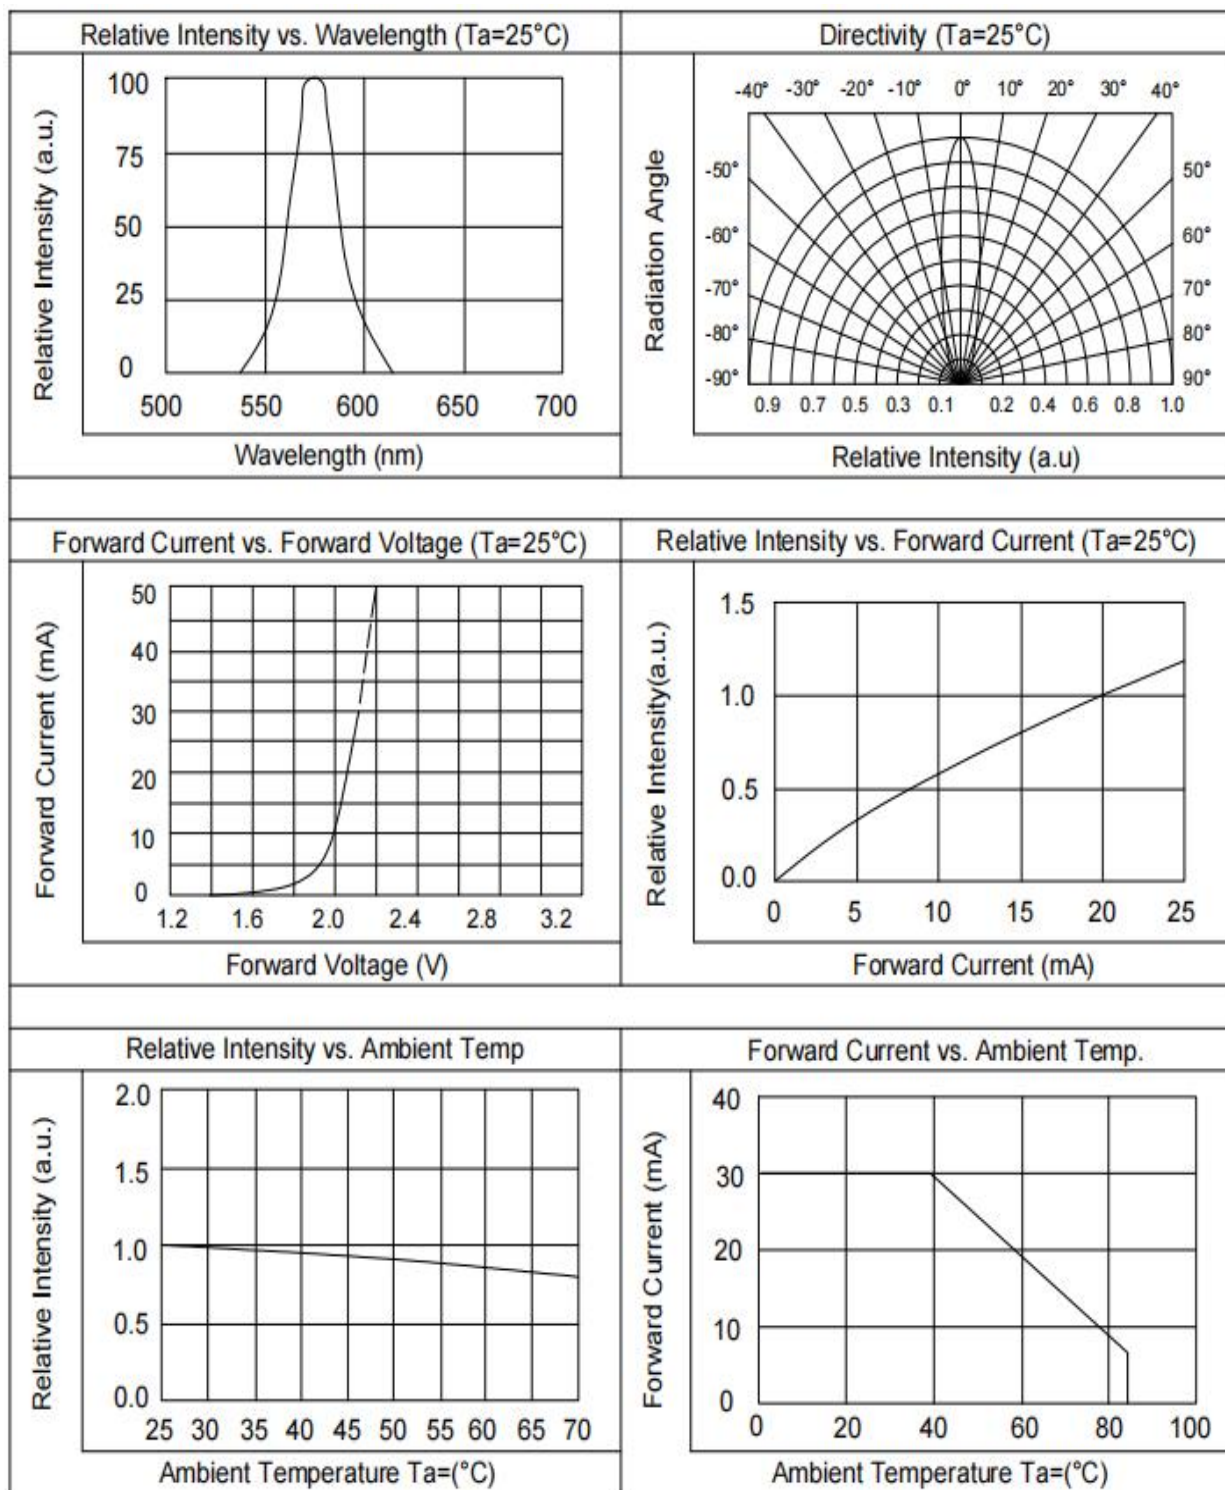 Relative Intensity vs. Wavelength (Ta=25°C)
Relative Intensity (a.u.)
100
75
50
25
0
500 550 600 650 700
Wavelength (nm)
Directivity (Ta=25°C)
Radiation Angle
-40° -30° -20° -10° 0° 10° 20° 30° 40°
-50° 50°
-60° 60°
-70° 70°
-80° 80°
-90° 90°
0.9 0.7 0.5 0.3 0.1 0.2 0.4 0.6 0.8 1.0
Relative Intensity (a.u)
Forward Current vs. Forward Voltage (Ta=25°C)
Forward Current (mA)
50
40
30
20
10
0
1.2 1.6 2.0 2.4 2.8 3.2
Forward Voltage (V)
Relative Intensity vs. Forward Current (Ta=25°C)
Relative Intensity(a.u.)
1.5
1.0
0.5
0.0
0 5 10 15 20 25
Forward Current (mA)
Relative Intensity vs. Ambient Temp
Relative Intensity (a.u.)
2.0
1.5
1.0
0.5
0.0
25 30 35 40 45 50 55 60 65 70
Ambient Temperature Ta=(°C)
Forward Current vs. Ambient Temp.
Forward Current (mA)
40
30
20
10
0
0 20 40 60 80 100
Ambient Temperature Ta=(°C)